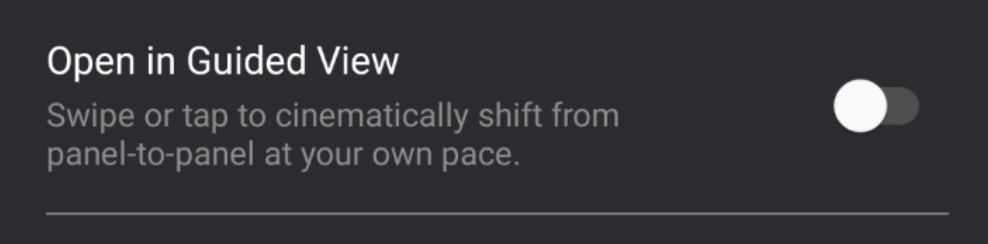 Open in Guided View
Swipe or tap to cinematically shift from
panel-to-panel at your own pace.